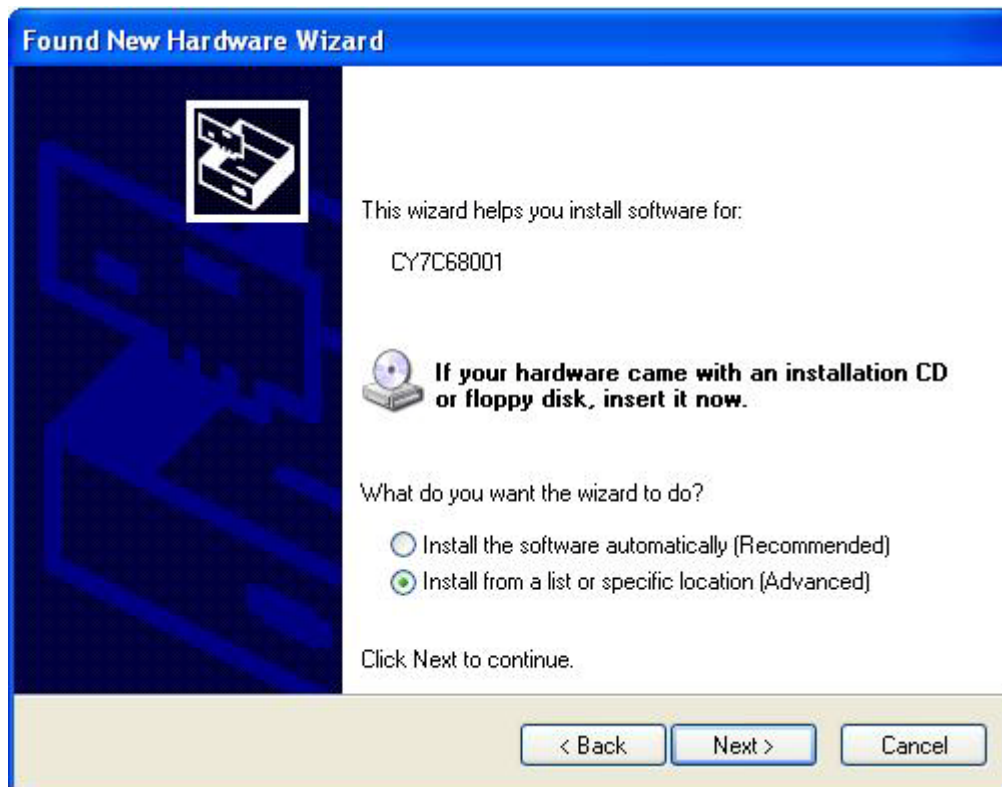 Found New Hardware Wizard
This wizard helps you install software for:
CY7C68001
If your hardware came with an installation CD
or floppy disk, insert it now.
What do you want the wizard to do?
Install the software automatically (Recommended)
Install from a list or specific location (Advanced)
Click Next to continue.
< Back Next > Cancel